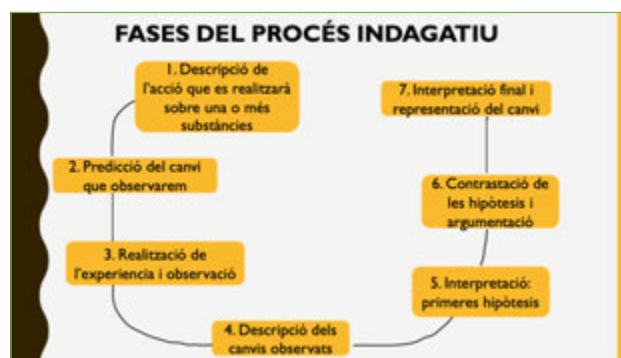 FASES DEL PROCÉS INDAGATIU
1. Descripció de
l'acció que es realitzarà
sobre una o més
substàncies
2. Predicció del canvi
que observarem
3. Realització de
l'experiencia i observació
4. Descripció dels
canvis observats
5. Interpretació:
primeres hipòtesis
6. Contrastació de
les hipòtesis i
argumentació
7. Interpretació final i
representació del canvi